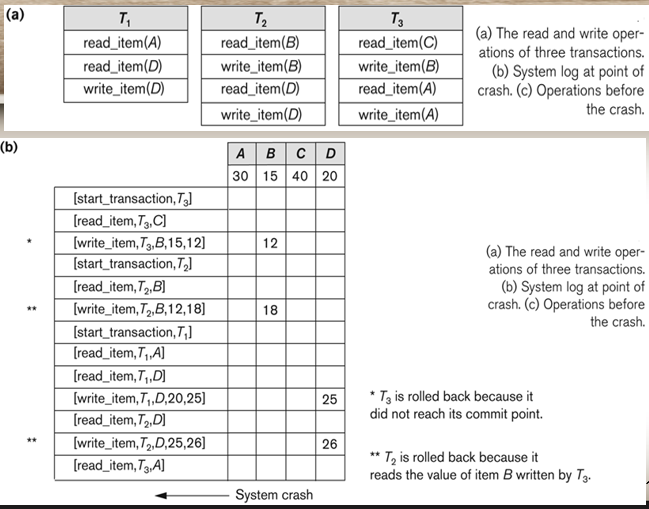 (a)
T1 T2 T3
read_item(A) read_item(B) read_item(C)
read_item(D) write_item(B) write_item(B)
write_item(D) read_item(D) read_item(A)
write_item(D) write_item(A)
(a) The read and write oper-
ations of three transactions.
(b) System log at point of
crash. (c) Operations before
the crash.
(b)
A B C D
30 15 40 20
[start_transaction,T3]
[read_item,T3,C]
* [write_item,T3,B,15,12] 12
[start_transaction,T2]
[read_item,T2,B]
** [write_item,T2,B,12,18] 18
[start_transaction,T1]
[read_item,T1,A]
[read_item,T1,D]
[write_item,T1,D,20,25] 25
[read_item,T2,D]
** [write_item,T2,D,25,26] 26
[read_item,T3,A]
System crash
(a) The read and write oper-
ations of three transactions.
(b) System log at point of
crash. (c) Operations before
the crash.
* T3 is rolled back because it
did not reach its commit point.
** T2 is rolled back because it
reads the value of item B written by T3.